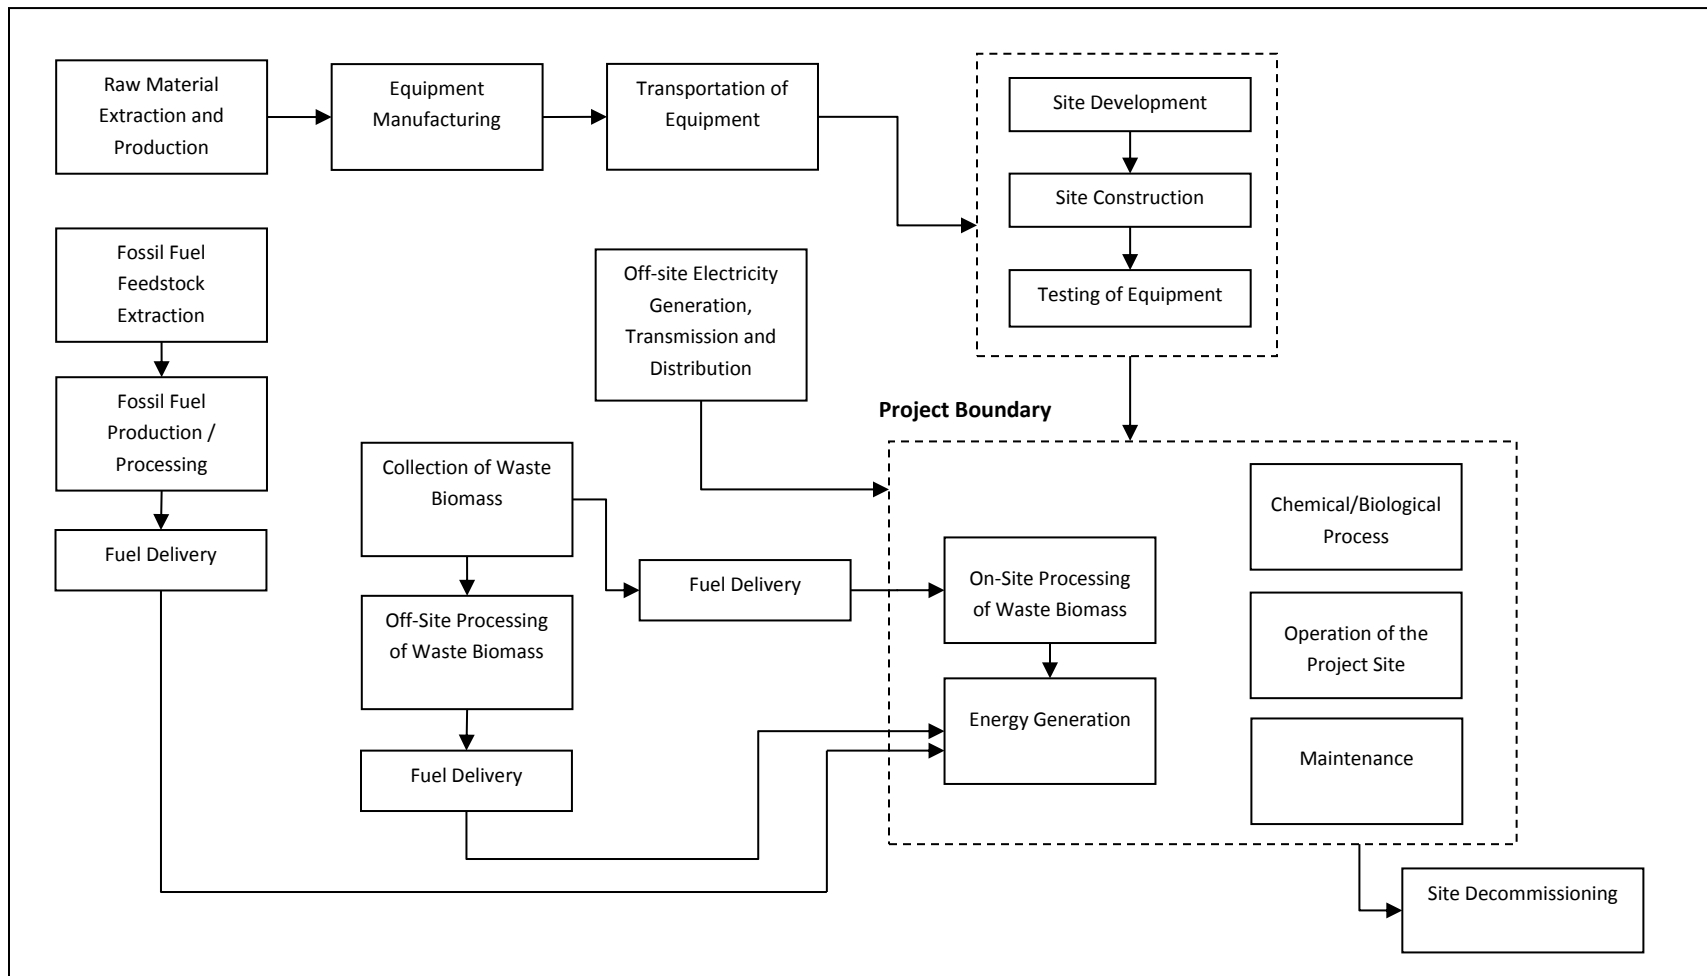 Raw Material
Extraction and
Production
Equipment
Manufacturing
Transportation of
Equipment
Site Development
Site Construction
Testing of Equipment
Fossil Fuel
Feedstock
Extraction
Fossil Fuel
Production /
Processing
Fuel Delivery
Off-site Electricity
Generation,
Transmission and
Distribution
Collection of Waste
Biomass
Off-Site Processing
of Waste Biomass
Fuel Delivery
Fuel Delivery
Project Boundary
On-Site Processing
of Waste Biomass
Energy Generation
Chemical/Biological
Process
Operation of the
Project Site
Maintenance
Site Decommissioning